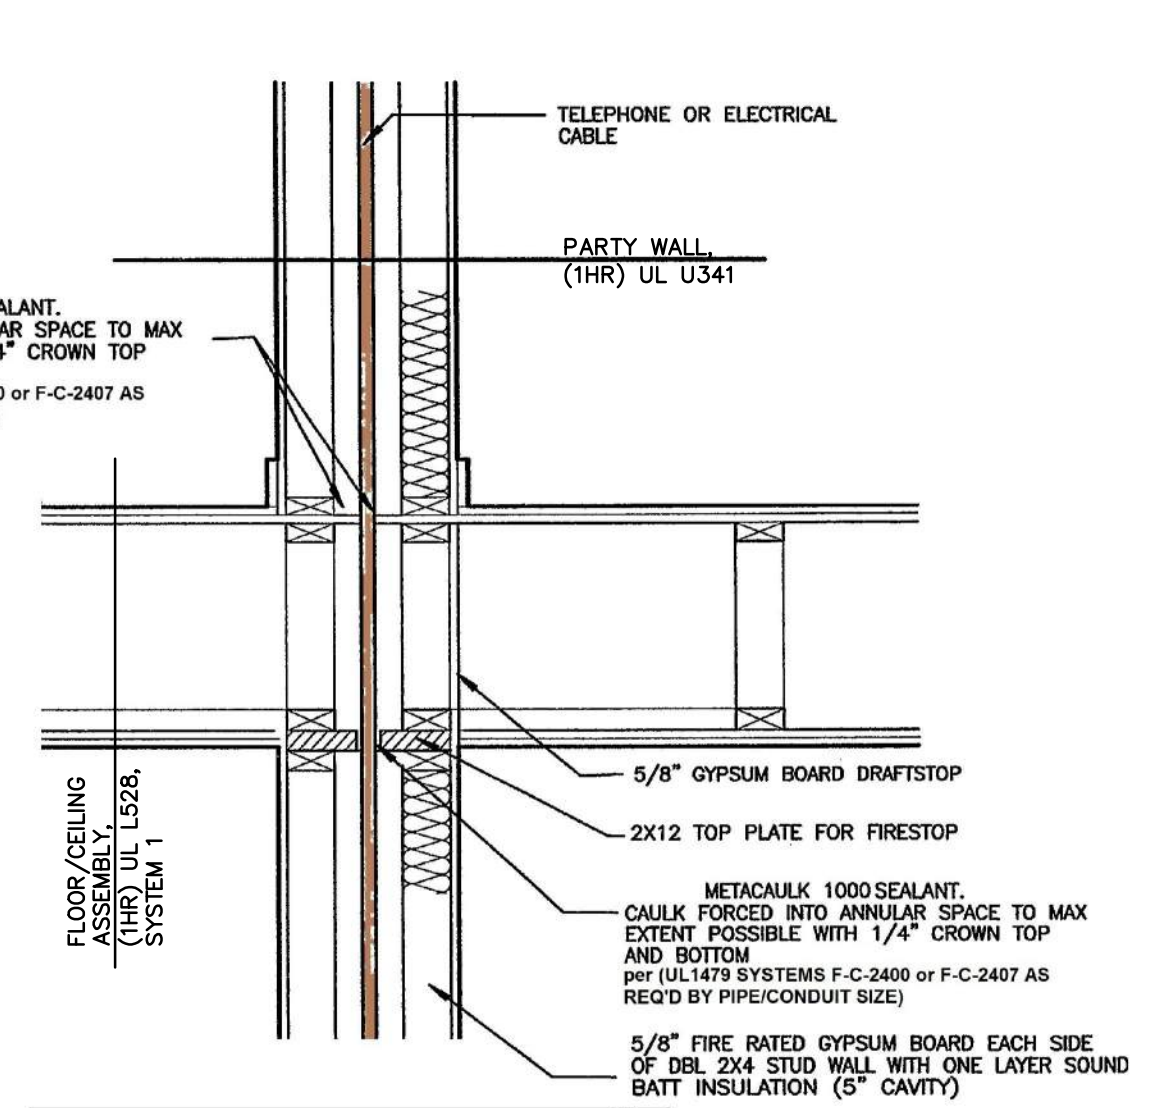 TELEPHONE OR ELECTRICAL
CABLE
PARTY WALL,
(1HR) UL U341
ALANT.
AR SPACE TO MAX
4" CROWN TOP
0 or F-C-2407 AS
FLOOR/CEILING
ASSEMBLY,
(1HR) UL L528,
SYSTEM 1
5/8" GYPSUM BOARD DRAFTSTOP
2X12 TOP PLATE FOR FIRESTOP
METACAULK 1000 SEALANT.
CAULK FORCED INTO ANNULAR SPACE TO MAX
EXTENT POSSIBLE WITH 1/4" CROWN TOP
AND BOTTOM
per (UL1479 SYSTEMS F-C-2400 or F-C-2407 AS
REQ'D BY PIPE/CONDUIT SIZE)
5/8" FIRE RATED GYPSUM BOARD EACH SIDE
OF DBL 2X4 STUD WALL WITH ONE LAYER SOUND
BATT INSULATION (5" CAVITY)